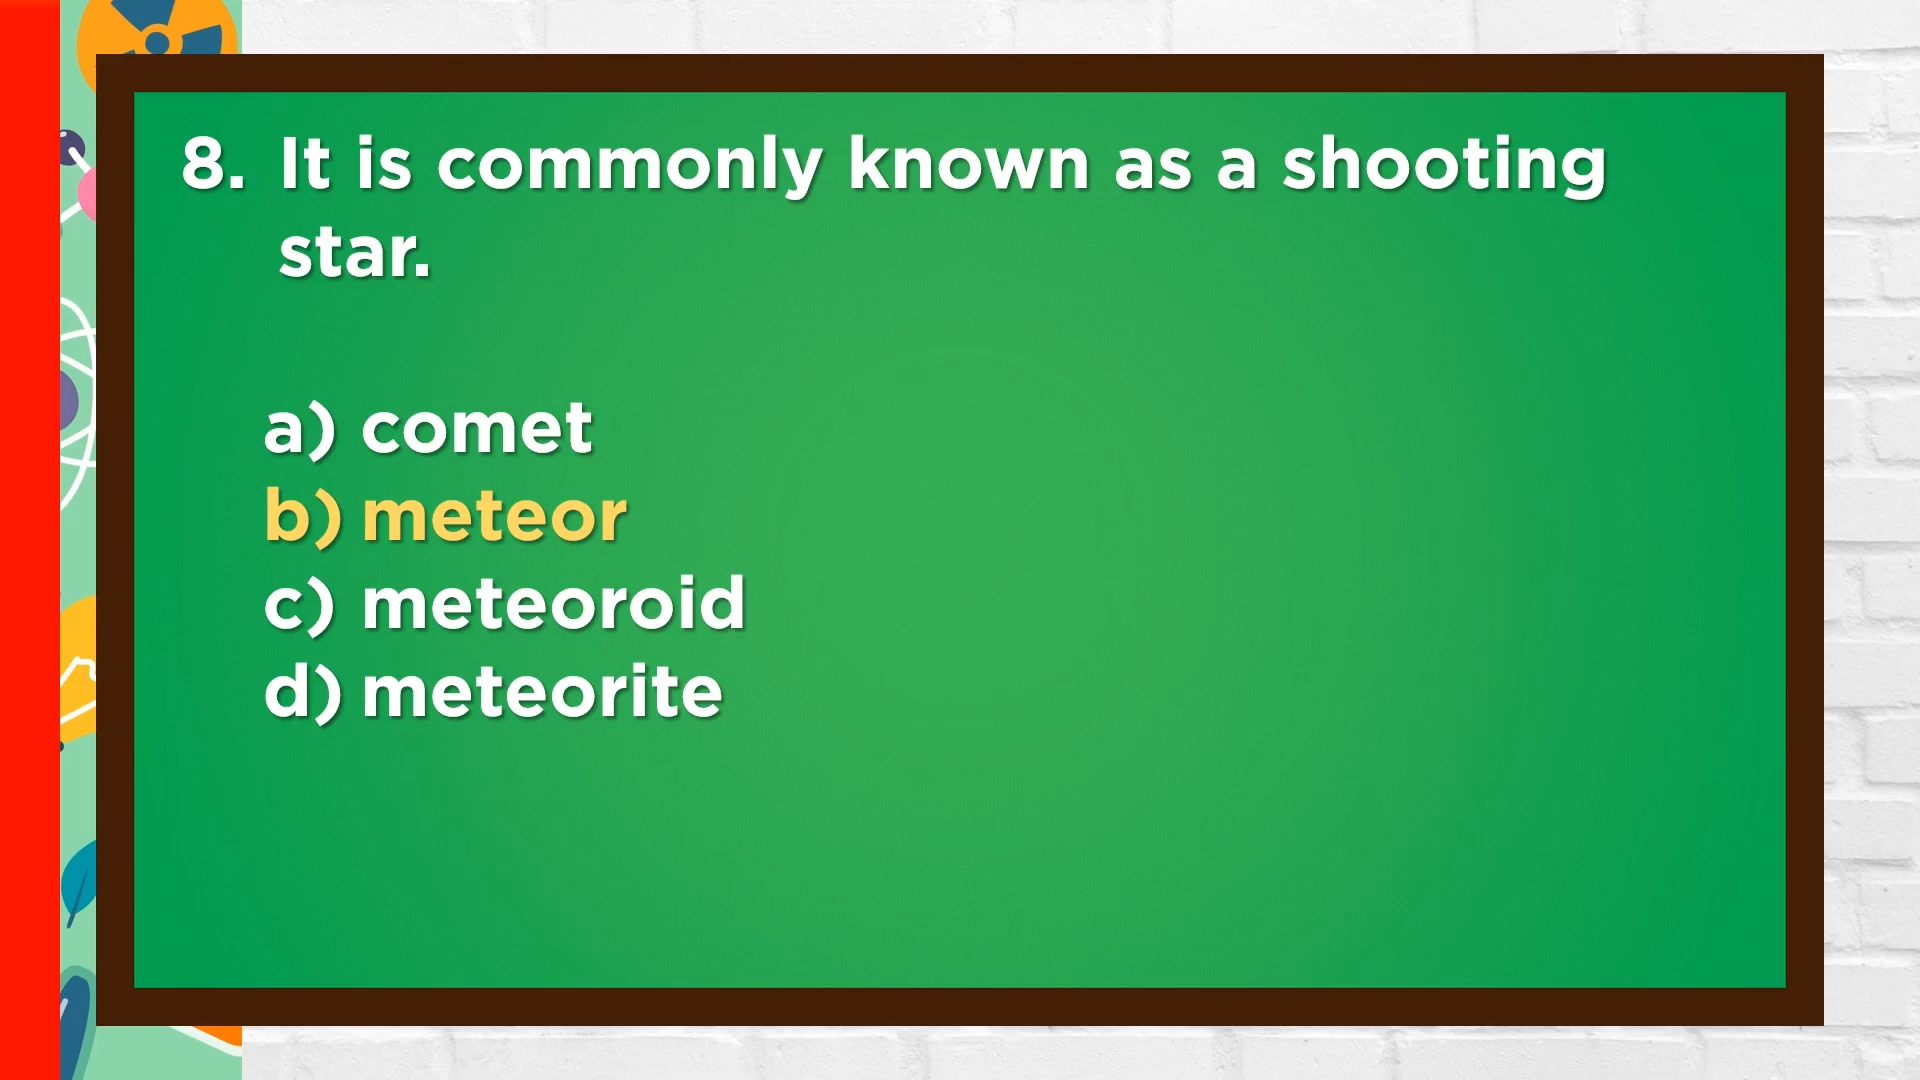 8. It is commonly known as a shooting
star.
a) comet
b) meteor
c) meteoroid
d) meteorite